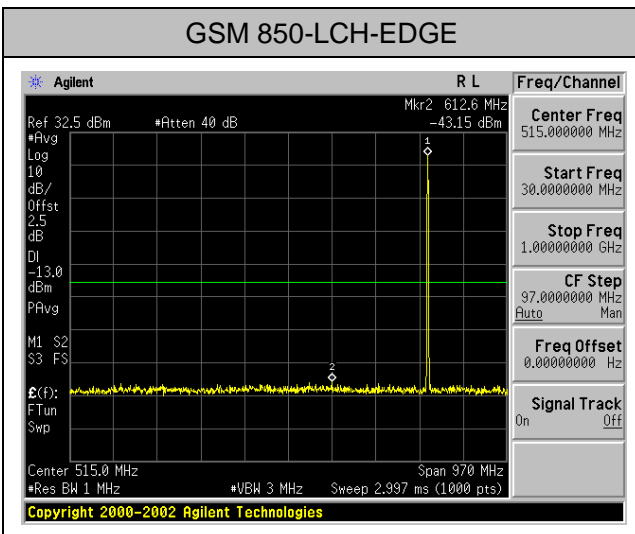 GSM 850-LCH-EDGE
Agilent R L
Mkr2 612.6 MHz
Ref 32.5 dBm #Atten 40 dB -43.15 dBm
#Avg
Log
10
dB/
Offst
2.5
dB
DI
-13.0
dBm
PAvg
M1 S2
S3 FS
£(f):
FTun
Swp
1
2
Center 515.0 MHz Span 970 MHz
#Res BW 1 MHz #VBW 3 MHz Sweep 2.997 ms (1000 pts)
Copyright 2000-2002 Agilent Technologies
Freq/Channel
Center Freq
515.000000 MHz
Start Freq
30.0000000 MHz
Stop Freq
1.00000000 GHz
CF Step
97.0000000 MHz
Auto Man
Freq Offset
0.00000000 Hz
Signal Track
On Off